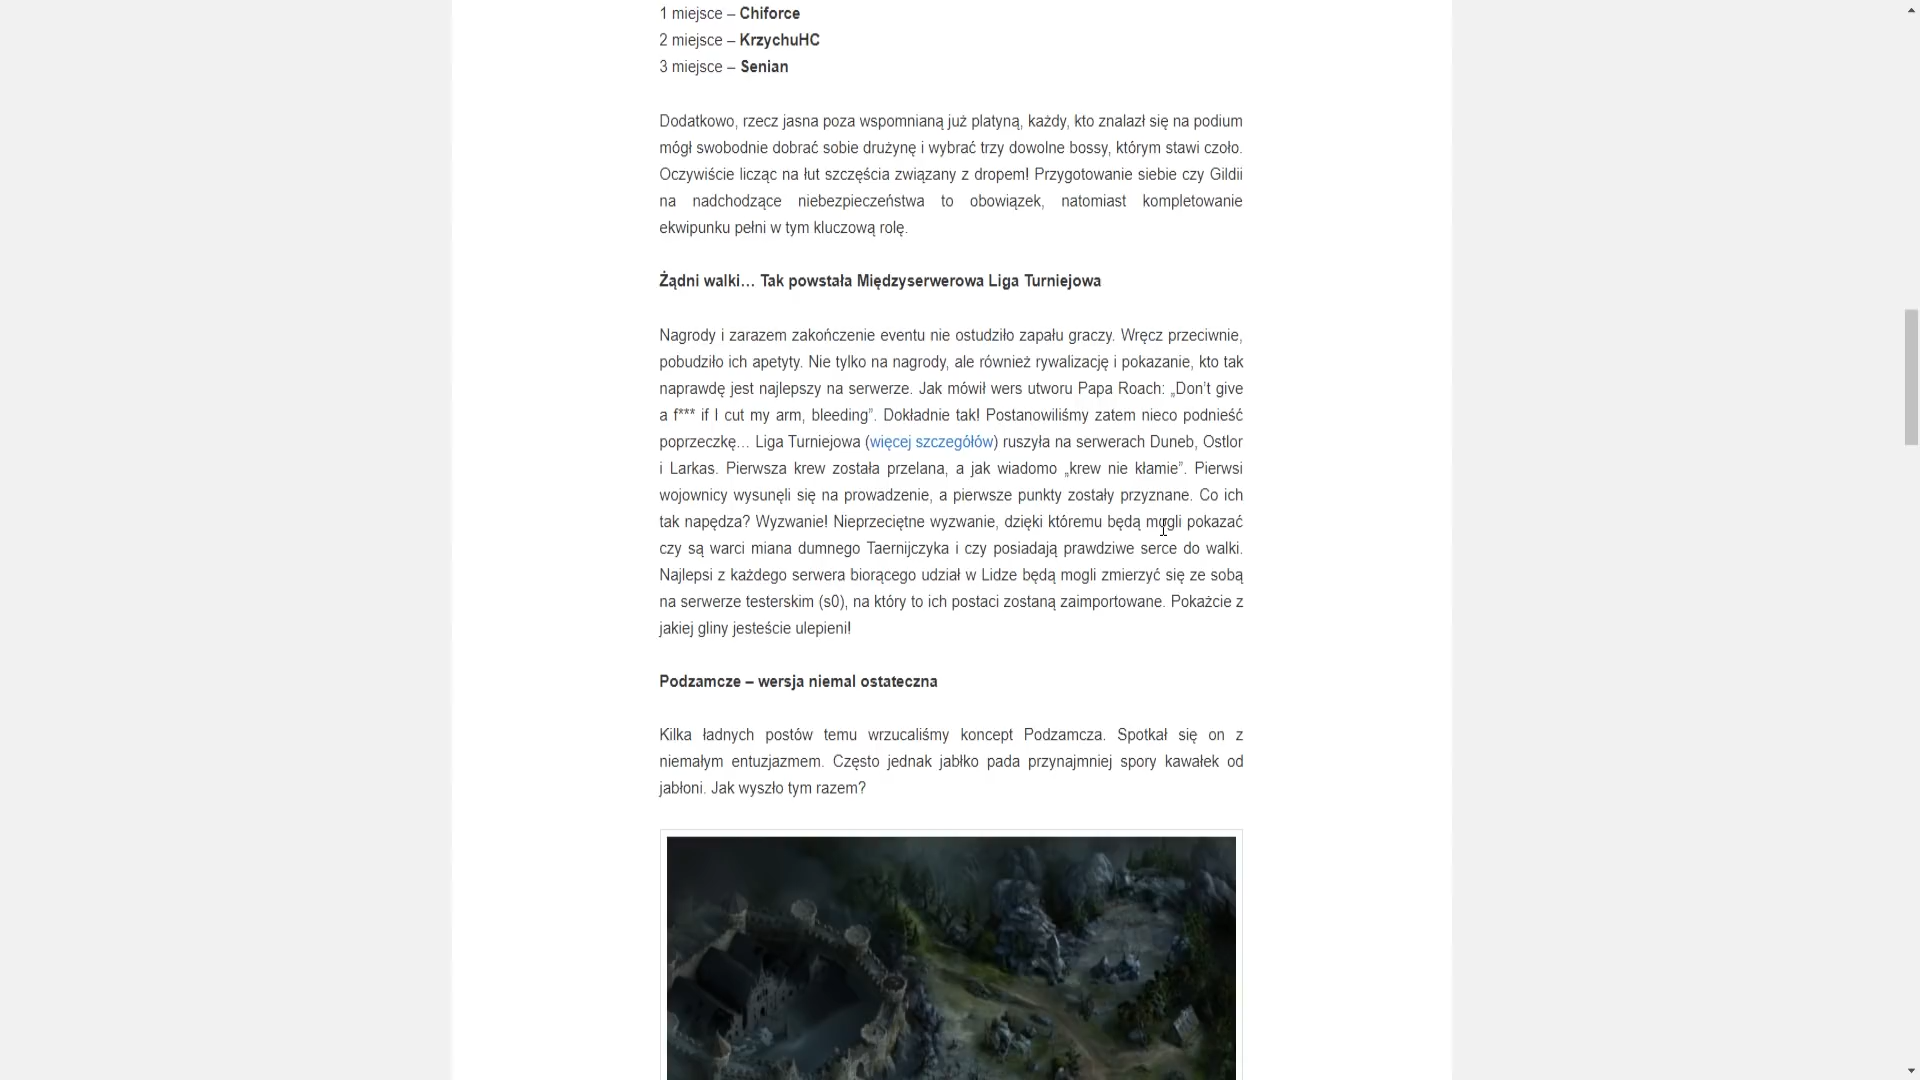 1 miejsce – Chiforce
2 miejsce – KrzychuHC
3 miejsce – Senian
Dodatkowo, rzecz jasna poza wspomnianą już platyną, każdy, kto znalazł się na podium
mógł swobodnie dobrać sobie drużynę i wybrać trzy dowolne bossy, którym stawi czoło.
Oczywiście licząc na łut szczęścia związany z dropem! Przygotowanie siebie czy Gildii
na nadchodzące niebezpieczeństwa to obowiązek, natomiast kompletowanie
ekwipunku pełni w tym kluczową rolę.
Żądni walki… Tak powstała Międzyserwerowa Liga Turniejowa
Nagrody i zarazem zakończenie eventu nie ostudziło zapału graczy. Wręcz przeciwnie,
pobudziło ich apetyty. Nie tylko na nagrody, ale również rywalizację i pokazanie, kto tak
naprawdę jest najlepszy na serwerze. Jak mówił wers utworu Papa Roach: „Don't give
a f*** if I cut my arm, bleeding”. Dokładnie tak! Postanowiliśmy zatem nieco podnieść
poprzeczkę… Liga Turniejowa (więcej szczegółów) ruszyła na serwerach Duneb, Ostlor
i Larkas. Pierwsza krew została przelana, a jak wiadomo „krew nie kłamie”. Pierwsi
wojownicy wysunęli się na prowadzenie, a pierwsze punkty zostały przyznane. Co ich
tak napędza? Wyzwanie! Nieprzeciętne wyzwanie, dzięki któremu będą mogli pokazać
czy są warci miana dumnego Taernijczyka i czy posiadają prawdziwe serce do walki.
Najlepsi z każdego serwera biorącego udział w Lidze będą mogli zmierzyć się ze sobą
na serwerze testerskim (s0), na który to ich postaci zostaną zaimportowane. Pokażcie z
jakiej gliny jesteście ulepieni!
Podzamcze – wersja niemal ostateczna
Kilka ładnych postów temu wrzucaliśmy koncept Podzamcza. Spotkał się on z
niemałym entuzjazmem. Często jednak jabłko pada przynajmniej spory kawałek od
jabłoni. Jak wyszło tym razem?